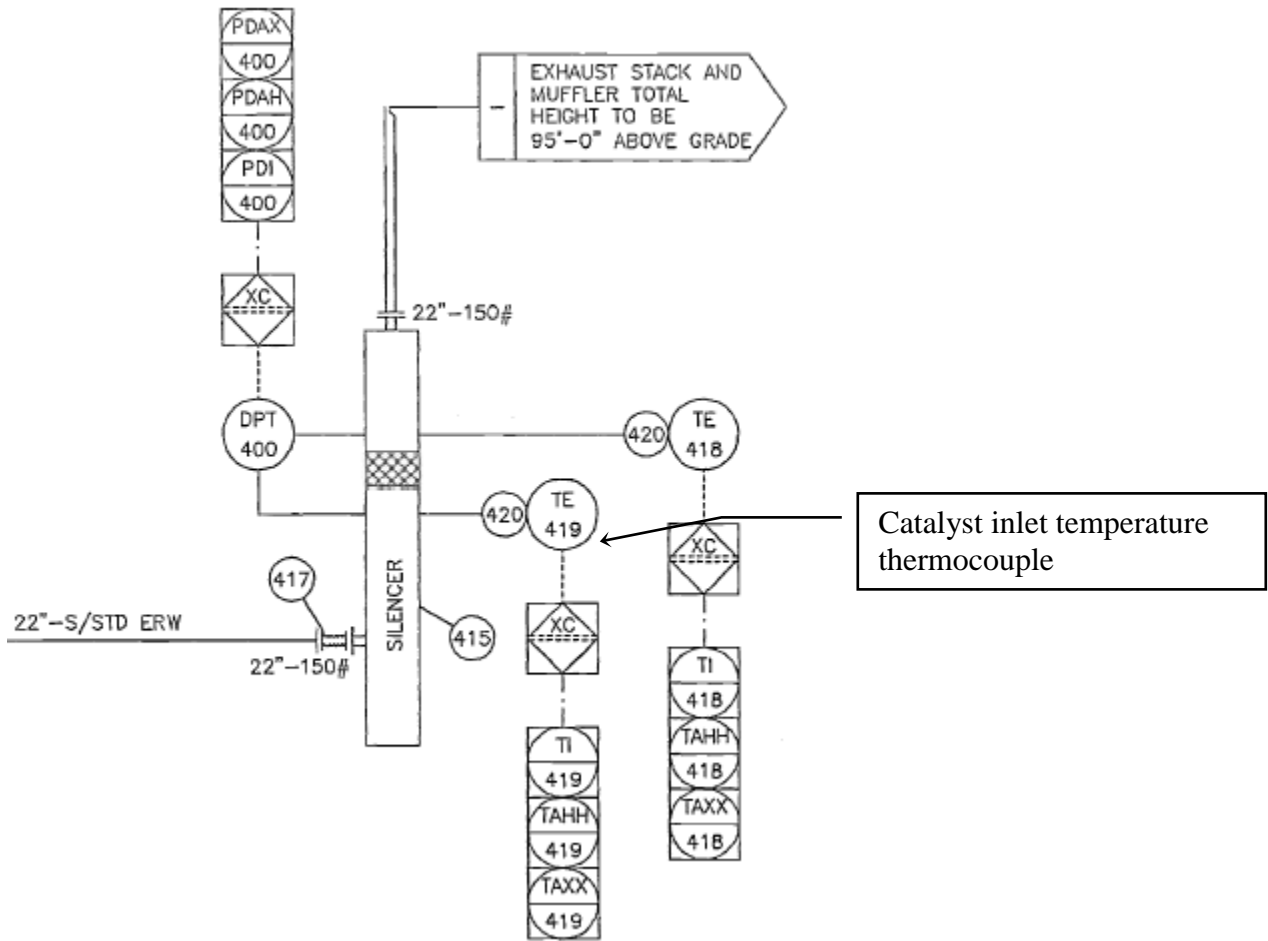 PDAX
400
PDAH
400
PDI
400
EXHAUST STACK AND
MUFFLER TOTAL
HEIGHT TO BE
95'-0" ABOVE GRADE
-
XC
22"-150#
DPT
400
420
TE
418
420
TE
419
Catalyst inlet temperature
thermocouple
XC
417
22"-S/STD ERW
22"-150#
SILENCER
415
XC
TI
418
TAHH
418
TAXX
418
TI
419
TAHH
419
TAXX
419